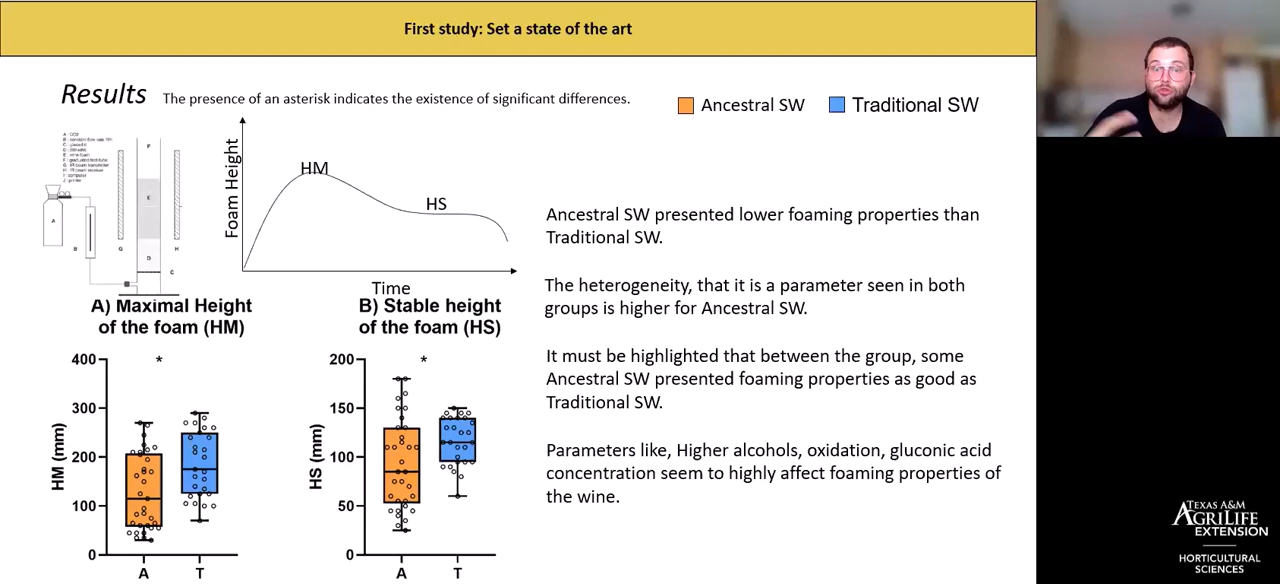 First study: Set a state of the art
Results
The presence of an asterisk indicates the existence of significant differences.
Ancestral SW
Traditional SW
A
B
C
D
E
F
G
H
Foam Height
HM
HS
Time
A) Maximal Height
of the foam (HM)
*
HM (mm)
400
300
200
100
0
A
T
B) Stable height
of the foam (HS)
*
HS (mm)
200
150
100
50
0
A
T
Ancestral SW presented lower foaming properties than
Traditional SW.
The heterogeneity, that it is a parameter seen in both
groups is higher for Ancestral SW.
It must be highlighted that between the group, some
Ancestral SW presented foaming properties as good as
Traditional SW.
Parameters like, Higher alcohols, oxidation, gluconic acid
concentration seem to highly affect foaming properties of
the wine.
TEXAS A&M
AGRILIFE
EXTENSION
HORTICULTURAL
SCIENCES